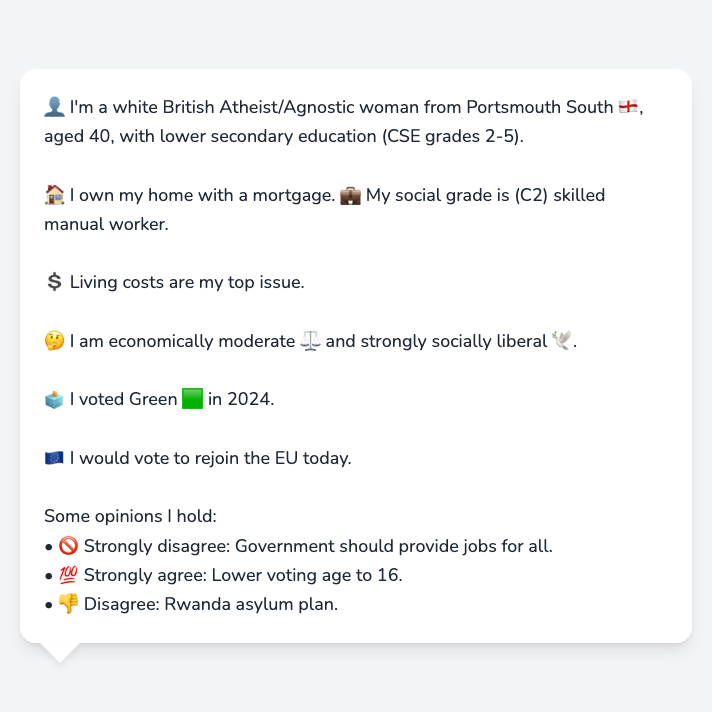 👤 I'm a white British Atheist/Agnostic woman from Portsmouth South 🏴󠁧󠁢󠁥󠁮󠁧󠁿,
aged 40, with lower secondary education (CSE grades 2-5).
🏠 I own my home with a mortgage. 💼 My social grade is (C2) skilled
manual worker.
💲 Living costs are my top issue.
🤔 I am economically moderate ⚖️ and strongly socially liberal 🕊️.
🗳️ I voted Green 🟩 in 2024.
🇪🇺 I would vote to rejoin the EU today.
Some opinions I hold:
• 🚫 Strongly disagree: Government should provide jobs for all.
• 💯 Strongly agree: Lower voting age to 16.
• 👎 Disagree: Rwanda asylum plan.